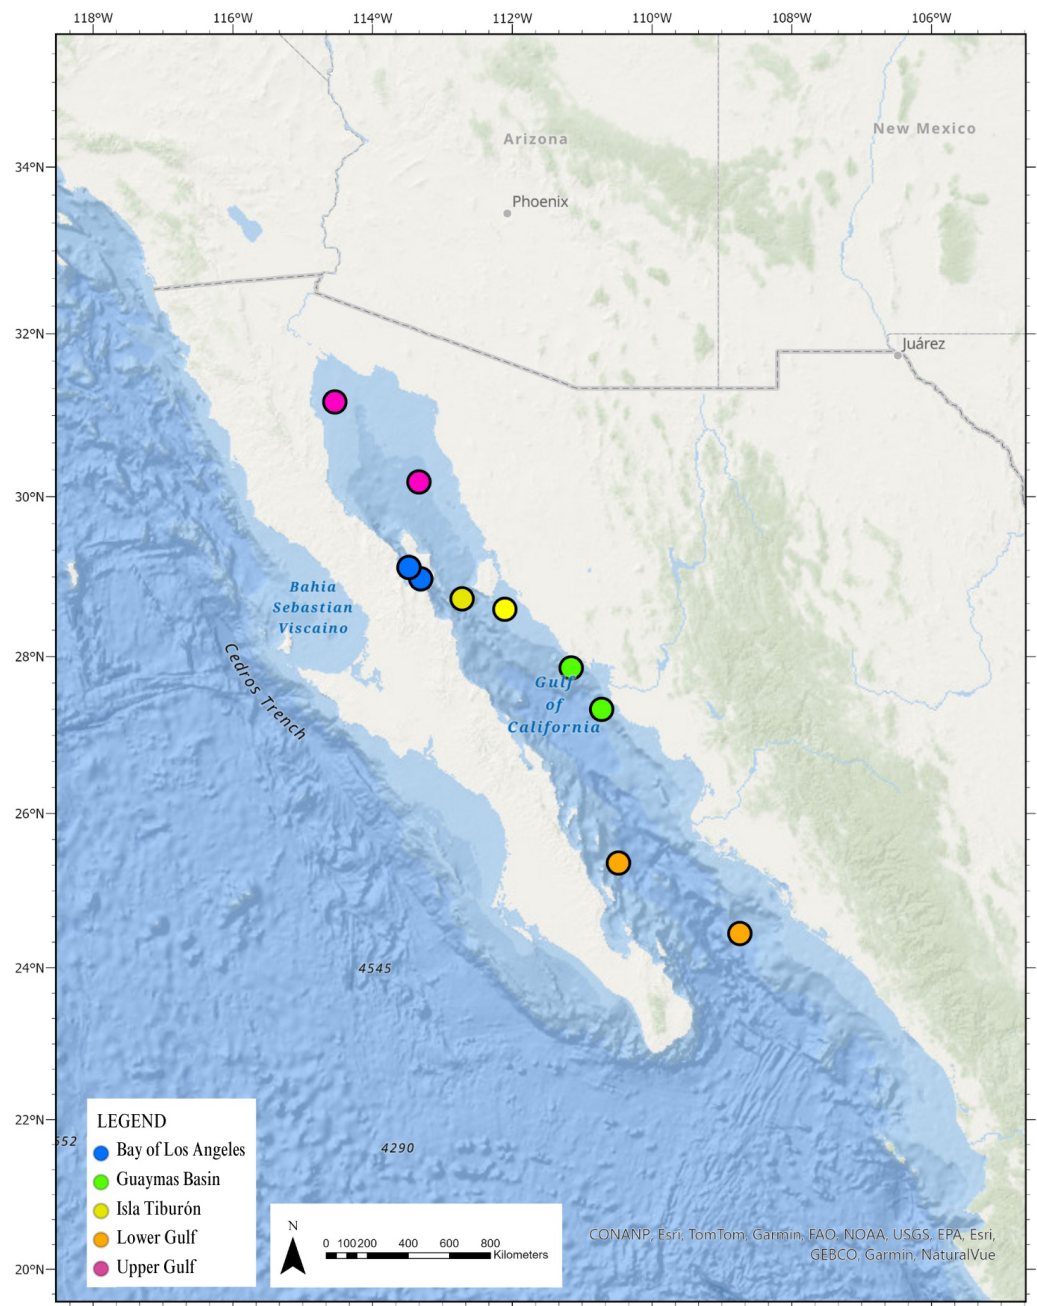 118°W 116°W 114°W 112°W 110°W 108°W 106°W
34°N
32°N
30°N
28°N
26°N
24°N
22°N
20°N
Arizona
New Mexico
Phoenix
Juárez
Bahia
Sebastian
Viscaino
Cedros Trench
Gulf
of
California
4545
552
4290
LEGEND
Bay of Los Angeles
Guaymas Basin
Isla Tiburón
Lower Gulf
Upper Gulf
N
0 100 200 400 600 800
Kilometers
CONANP, Esri, TomTom, Garmin, FAO, NOAA, USGS, EPA, Esri,
GEBCO, Garmin, NaturalVue